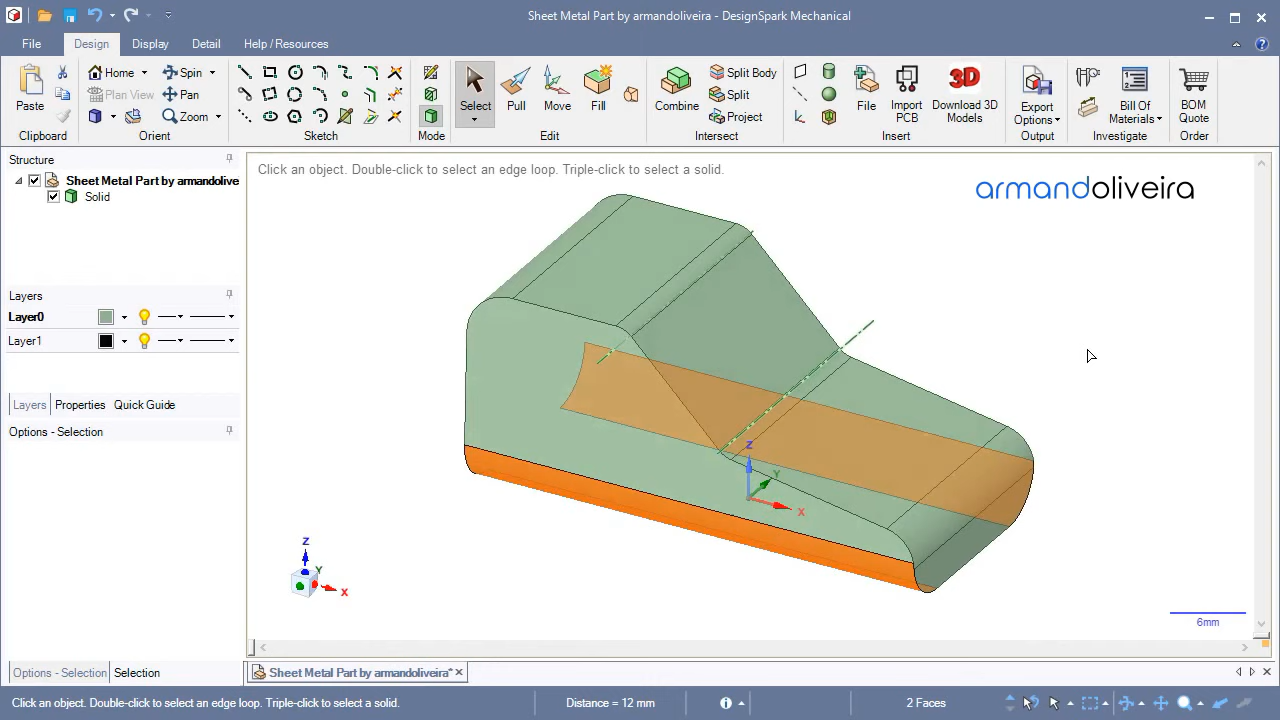 Sheet Metal Part by armandoliveira - DesignSpark Mechanical
File Design Display Detail Help / Resources
Paste
Clipboard
Home Spin
Plan View Pan
Zoom
Orient
Sketch
Mode
Select Pull Move Fill
Edit
Combine
Split Body
Split
Project
Intersect
File Import PCB 3D Download 3D Models
Insert
Export Options
Output
Bill Of Materials
Investigate
BOM Quote
Order
Structure
Sheet Metal Part by armandolive
Solid
Layers
Layer0
Layer1
Layers Properties Quick Guide
Options - Selection
Options - Selection Selection
Click an object. Double-click to select an edge loop. Triple-click to select a solid.
armandoliveira
Z
Y
X
Z
Y
X
6mm
Sheet Metal Part by armandoliveira*
Click an object. Double-click to select an edge loop. Triple-click to select a solid. Distance = 12 mm 2 Faces